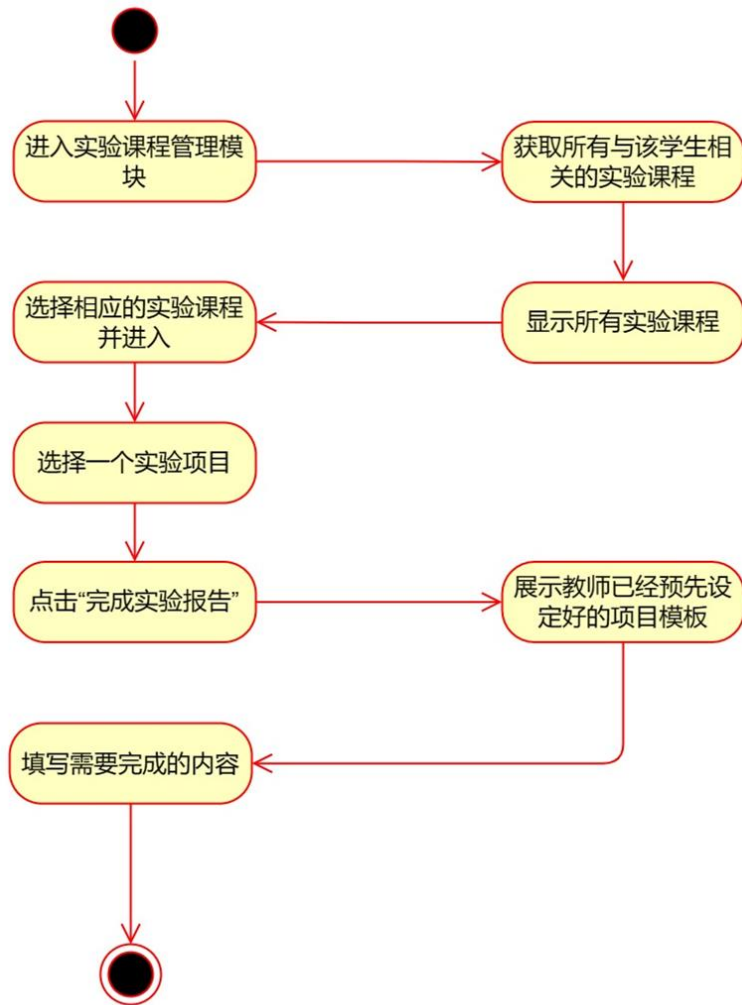 进入实验课程管理模
块
获取所有与该学生相
关的实验课程
显示所有实验课程
选择相应的实验课程
并进入
选择一个实验项目
点击“完成实验报告”
展示教师已经预先设
定好的项目模板
填写需要完成的内容